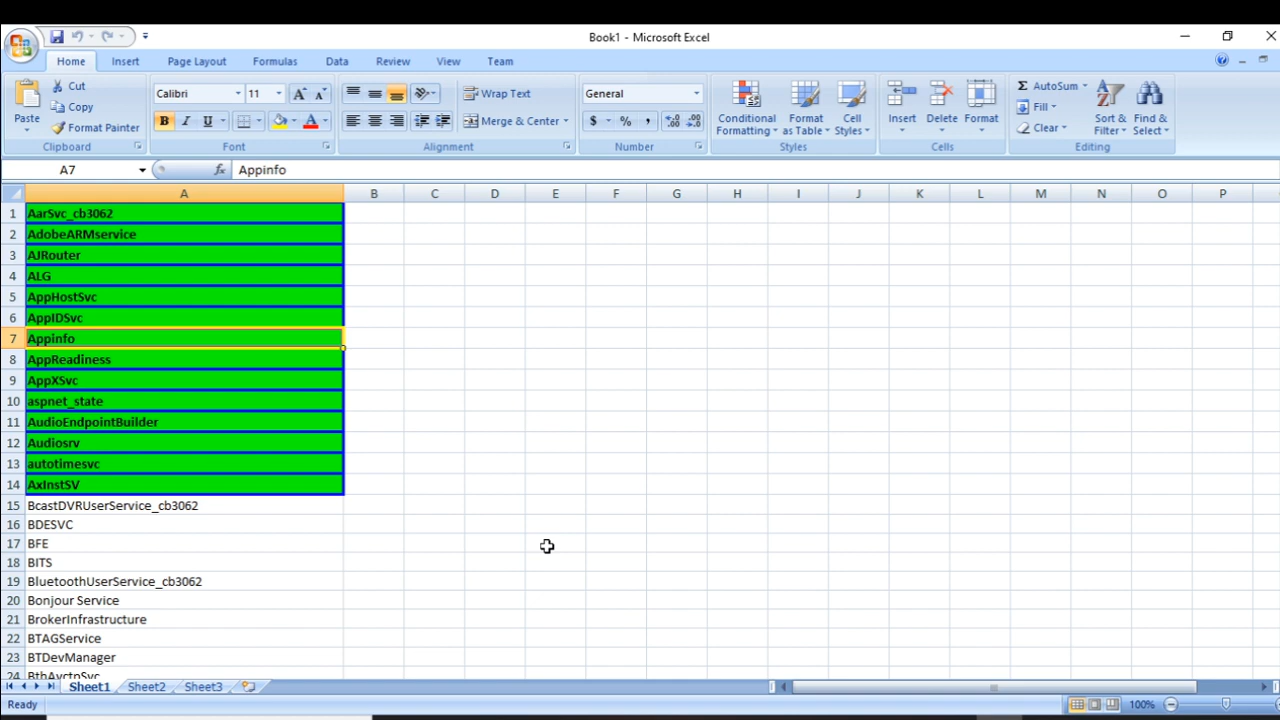 Book1 - Microsoft Excel
Home Insert Page Layout Formulas Data Review View Team
Paste
Cut
Copy
Format Painter
Clipboard
Calibri 11 A A
B I U A
Font
Wrap Text
Merge & Center
Alignment
General
$ % , .00 .00
Number
Conditional Formatting
Format as Table
Cell Styles
Styles
Insert
Delete
Format
Cells
Σ AutoSum
Fill
Clear
Sort & Filter
Find & Select
Editing
A7 fx Appinfo
A B C D E F G H I J K L M N O P
1 AarSvc_cb3062
2 AdobeARMservice
3 AJRouter
4 ALG
5 AppHostSvc
6 AppIDSvc
7 Appinfo
8 AppReadiness
9 AppXSvc
10 aspnet_state
11 AudioEndpointBuilder
12 Audiosrv
13 autotimesvc
14 AxInstSV
15 BcastDVRUserService_cb3062
16 BDESVC
17 BFE
18 BITS
19 BluetoothUserService_cb3062
20 Bonjour Service
21 BrokerInfrastructure
22 BTAGService
23 BTDevManager
24 BthAvctpSvc
Sheet1 Sheet2 Sheet3
Ready 100%